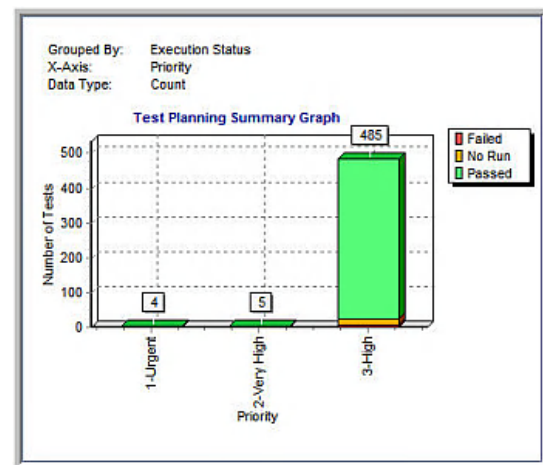 Grouped By: Execution Status
X-Axis: Priority
Data Type: Count
Test Planning Summary Graph
Failed
No Run
Passed
485
500
400
300
200
100
0
4
5
Number of Tests
1-Urgent
2-Very High
3-High
Priority